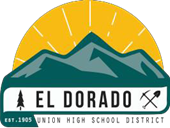 EL DORADO
EST.1905
UNION HIGH SCHOOL DISTRICT